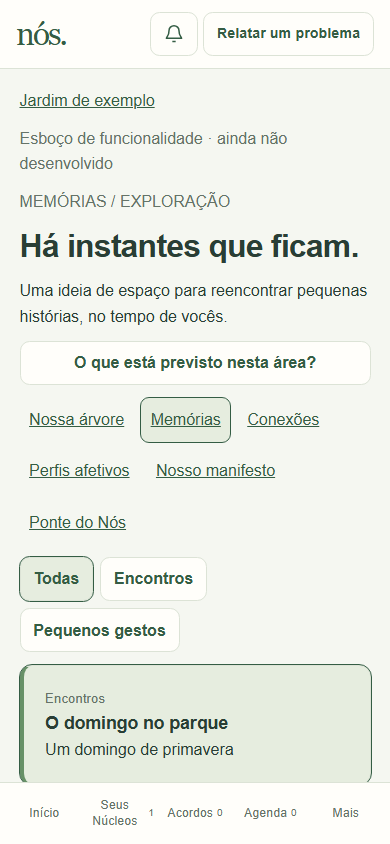 nós.
Relatar um problema
Jardim de exemplo
Esboço de funcionalidade · ainda não
desenvolvido
MEMÓRIAS / EXPLORAÇÃO
Há instantes que ficam.
Uma ideia de espaço para reencontrar pequenas
histórias, no tempo de vocês.
O que está previsto nesta área?
Nossa árvore Memórias Conexões
Perfis afetivos Nosso manifesto
Ponte do Nós
Todas Encontros
Pequenos gestos
Encontros
O domingo no parque
Um domingo de primavera
Início Seus Núcleos 1 Acordos 0 Agenda 0 Mais